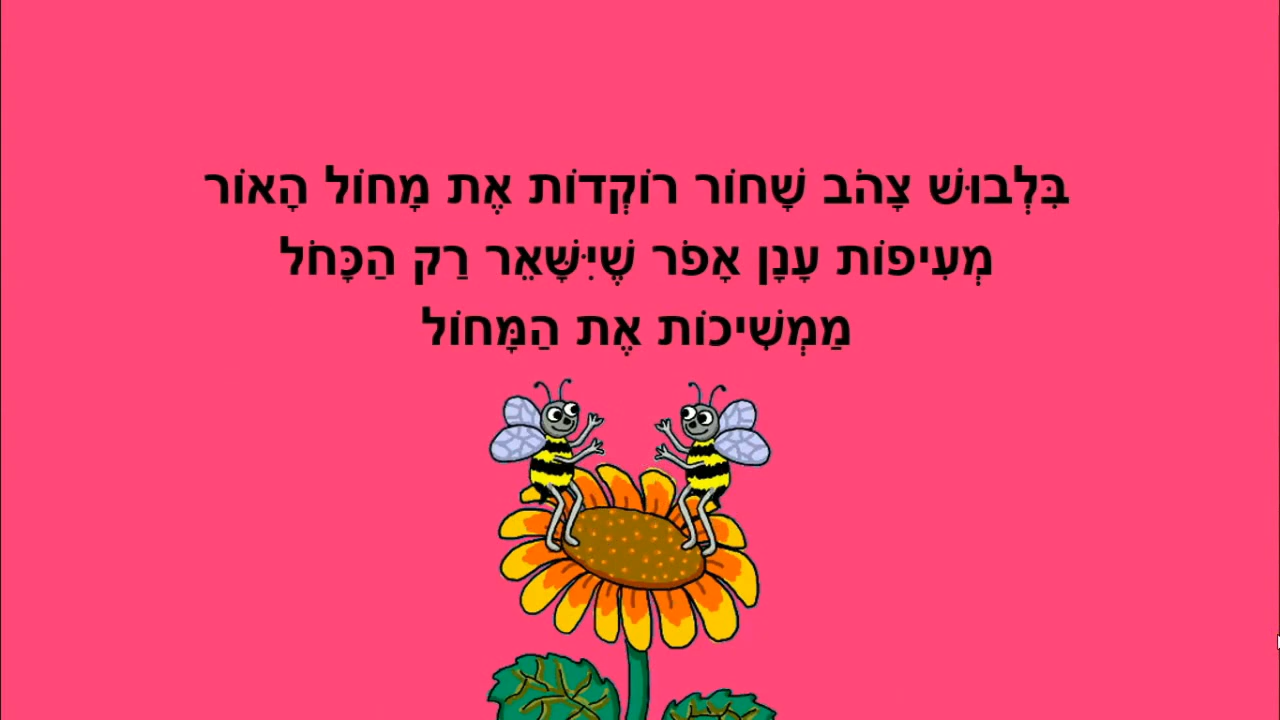 בִּלְבוּשׁ צָהֹב שָׁחוֹר רוֹקְדוֹת אֶת מָחוֹל הָאוֹר
מְעִיפוֹת עָנָן אָפֹר שֶׁיִּשָּׁאֵר רַק הַכָּחֹל
מַמְשִׁיכוֹת אֶת הַמָּחוֹל